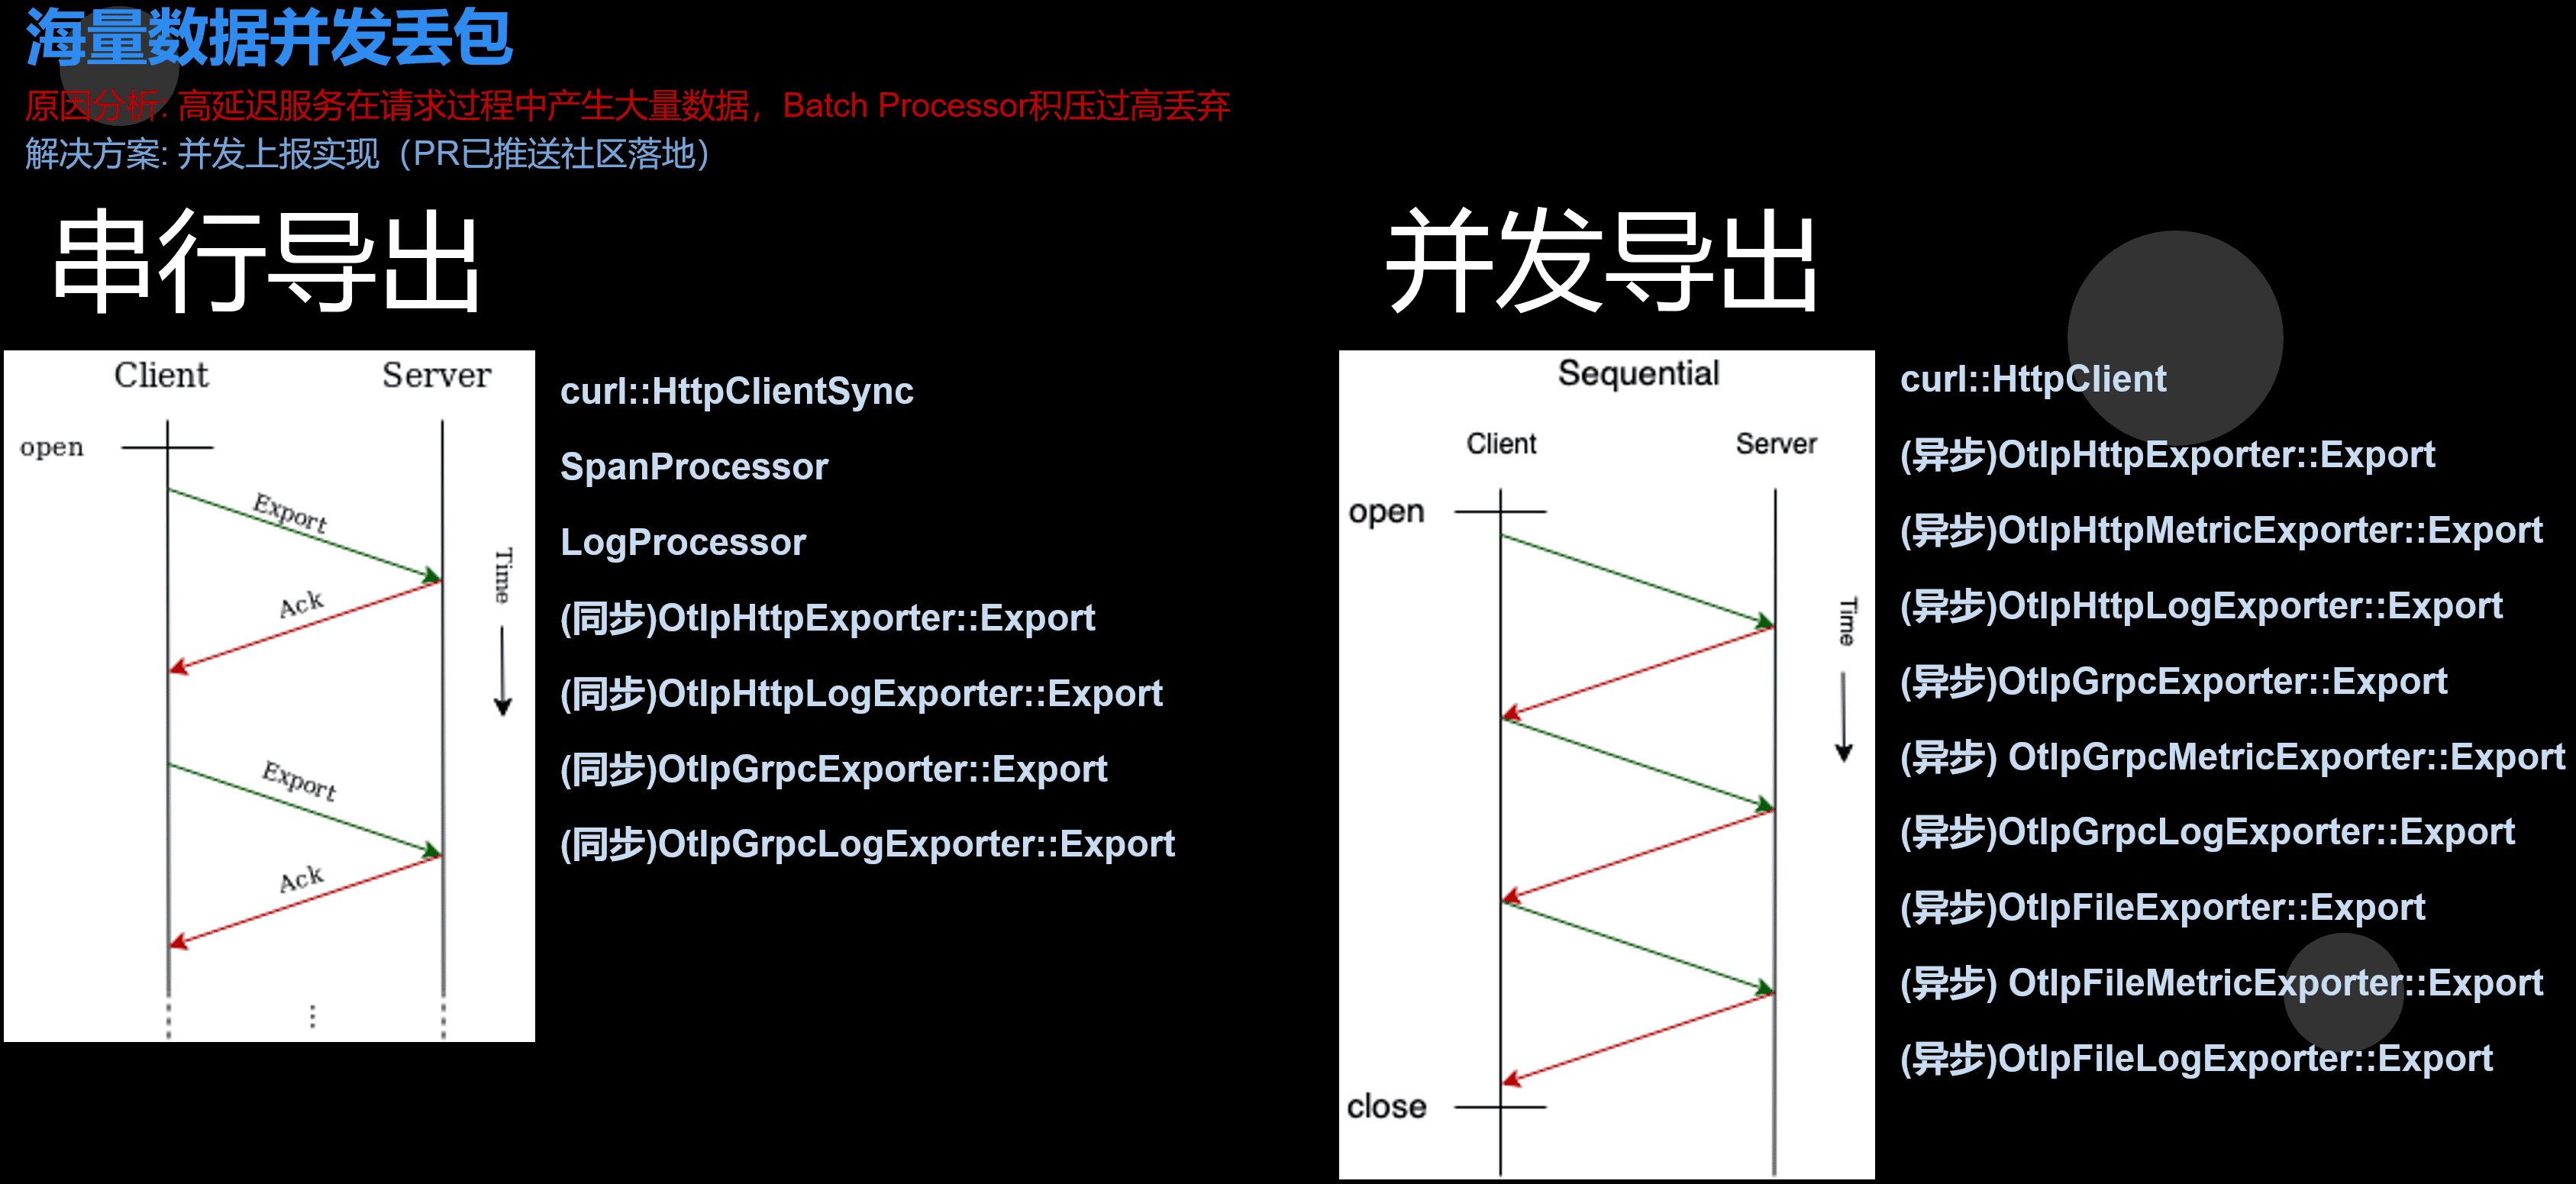 海量数据并发丢包
原因分析: 高延迟服务在请求过程中产生大量数据，Batch Processor积压过高丢弃
解决方案: 并发上报实现（PR已推送社区落地）
串行导出
Client Server
open
Export
Ack
Time
Export
Ack
curl::HttpClientSync
SpanProcessor
LogProcessor
(同步)OtlpHttpExporter::Export
(同步)OtlpHttpLogExporter::Export
(同步)OtlpGrpcExporter::Export
(同步)OtlpGrpcLogExporter::Export
并发导出
Sequential
Client Server
open
Time
close
curl::HttpClient
(异步)OtlpHttpExporter::Export
(异步)OtlpHttpMetricExporter::Export
(异步)OtlpHttpLogExporter::Export
(异步)OtlpGrpcExporter::Export
(异步) OtlpGrpcMetricExporter::Export
(异步)OtlpGrpcLogExporter::Export
(异步)OtlpFileExporter::Export
(异步) OtlpFileMetricExporter::Export
(异步)OtlpFileLogExporter::Export